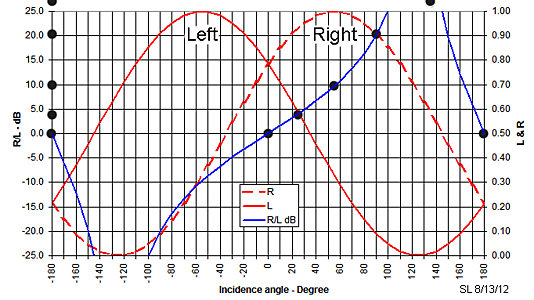 25.0
20.0
15.0
10.0
5.0
0.0
-5.0
-10.0
-15.0
-20.0
-25.0
R/L - dB
Left
Right
1.00
0.90
0.80
0.70
0.60
0.50
0.40
0.30
0.20
0.10
0.00
L & R
R
L
R/L dB
-180 -160 -140 -120 -100 -80 -60 -40 -20 0 20 40 60 80 100 120 140 160 180
Incidence angle - Degree
SL 8/13/12